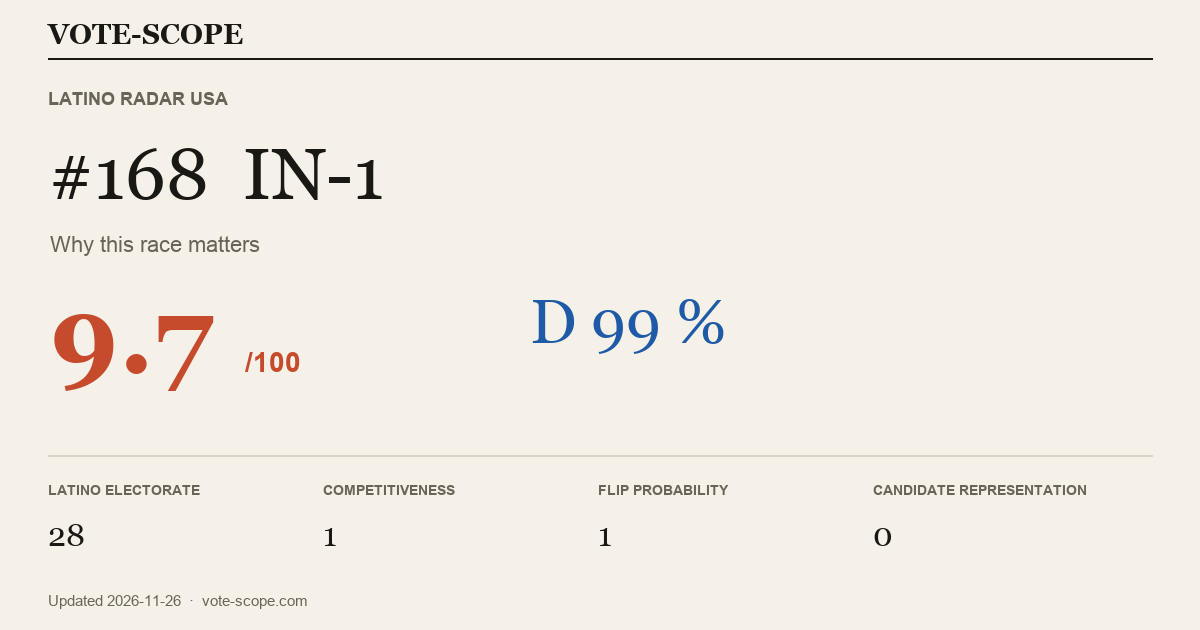 VOTE-SCOPE
LATINO RADAR USA
#168 IN-1
Why this race matters
9.7 /100
D 99 %
LATINO ELECTORATE
COMPETITIVENESS
FLIP PROBABILITY
CANDIDATE REPRESENTATION
28
1
1
0
Updated 2026-11-26 · vote-scope.com